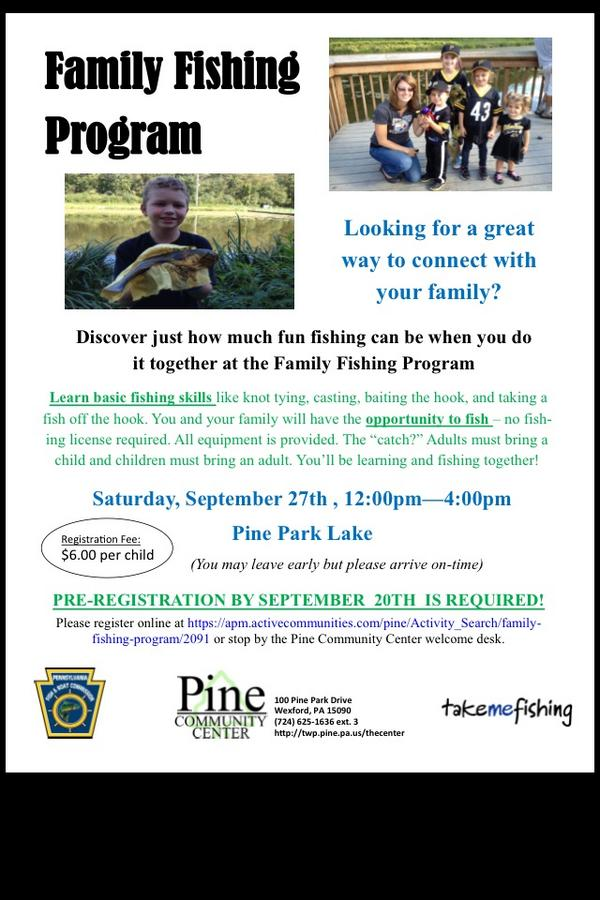 Family Fishing
Program
43
Looking for a great
way to connect with
your family?
Discover just how much fun fishing can be when you do
it together at the Family Fishing Program
Learn basic fishing skills like knot tying, casting, baiting the hook, and taking a
fish off the hook. You and your family will have the opportunity to fish – no fish-
ing license required. All equipment is provided. The “catch?” Adults must bring a
child and children must bring an adult. You’ll be learning and fishing together!
Saturday, September 27th , 12:00pm—4:00pm
Registration Fee:
$6.00 per child
Pine Park Lake
(You may leave early but please arrive on-time)
PRE-REGISTRATION BY SEPTEMBER 20TH IS REQUIRED!
Please register online at https://apm.activecommunities.com/pine/Activity_Search/family-
fishing-program/2091 or stop by the Pine Community Center welcome desk.
PENNSYLVANIA
FISH & BOAT COMMISSION
Pine
COMMUNITY
CENTER
100 Pine Park Drive
Wexford, PA 15090
(724) 625-1636 ext. 3
http://twp.pine.pa.us/thecenter
takemefishing